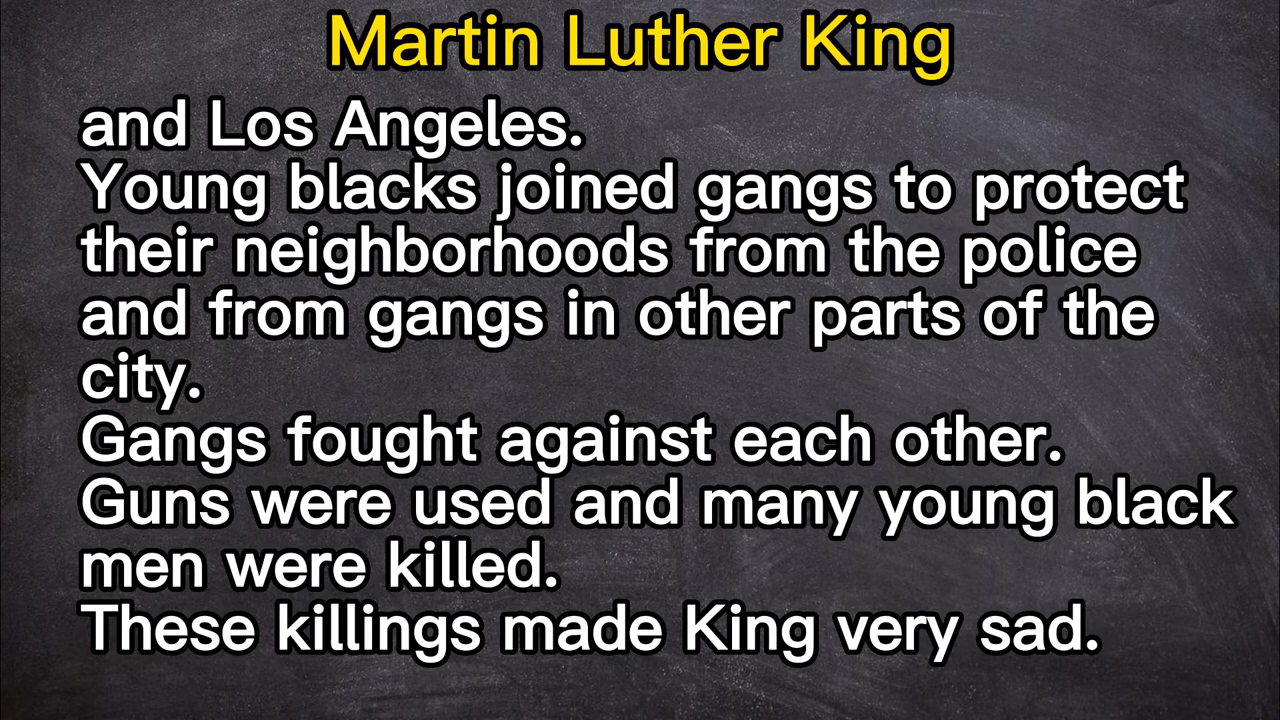 Martin Luther King
and Los Angeles.
Young blacks joined gangs to protect
their neighborhoods from the police
and from gangs in other parts of the
city.
Gangs fought against each other.
Guns were used and many young black
men were killed.
These killings made King very sad.